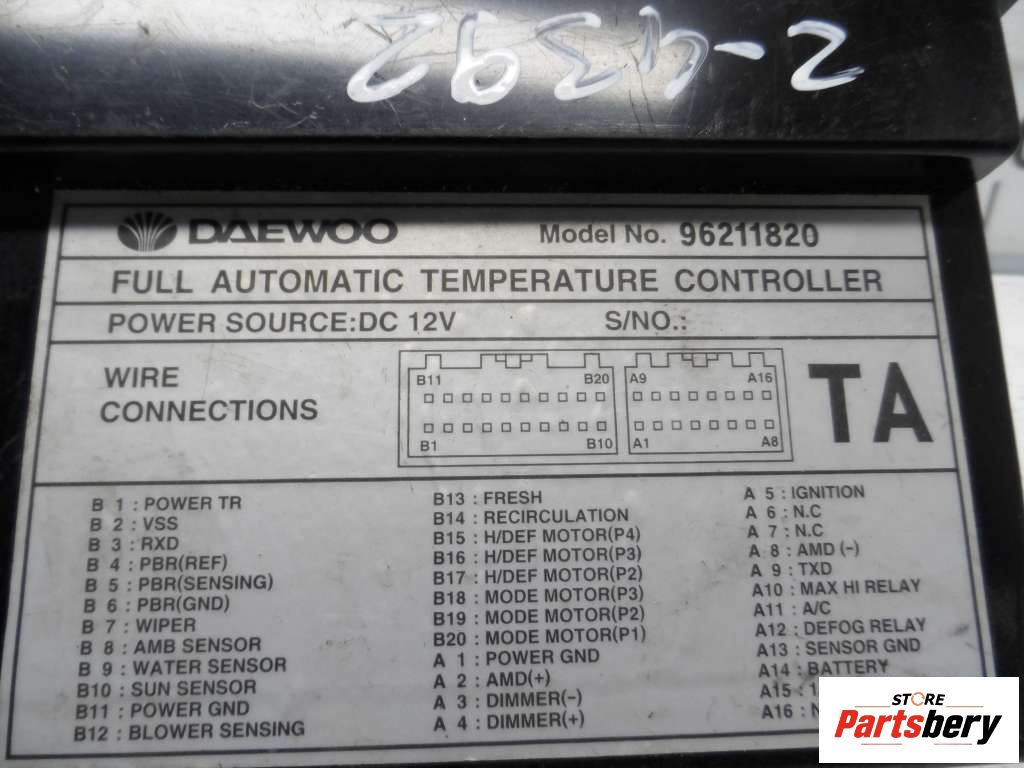 2-4392
DAEWOO Model No. 96211820
FULL AUTOMATIC TEMPERATURE CONTROLLER
POWER SOURCE:DC 12V S/NO.:
WIRE
CONNECTIONS
B11 B20 A9 A16
B1 B10 A1 A8
TA
B 1 : POWER TR
B 2 : VSS
B 3 : RXD
B 4 : PBR(REF)
B 5 : PBR(SENSING)
B 6 : PBR(GND)
B 7 : WIPER
B 8 : AMB SENSOR
B 9 : WATER SENSOR
B10 : SUN SENSOR
B11 : POWER GND
B12 : BLOWER SENSING
B13 : FRESH
B14 : RECIRCULATION
B15 : H/DEF MOTOR(P4)
B16 : H/DEF MOTOR(P3)
B17 : H/DEF MOTOR(P2)
B18 : MODE MOTOR(P3)
B19 : MODE MOTOR(P2)
B20 : MODE MOTOR(P1)
A 1 : POWER GND
A 2 : AMD(+)
A 3 : DIMMER(-)
A 4 : DIMMER(+)
A 5 : IGNITION
A 6 : N.C
A 7 : N.C
A 8 : AMD (-)
A 9 : TXD
A10 : MAX HI RELAY
A11 : A/C
A12 : DEFOG RELAY
A13 : SENSOR GND
A14 : BATTERY
A15 :
A16 :
STORE
Partsbery